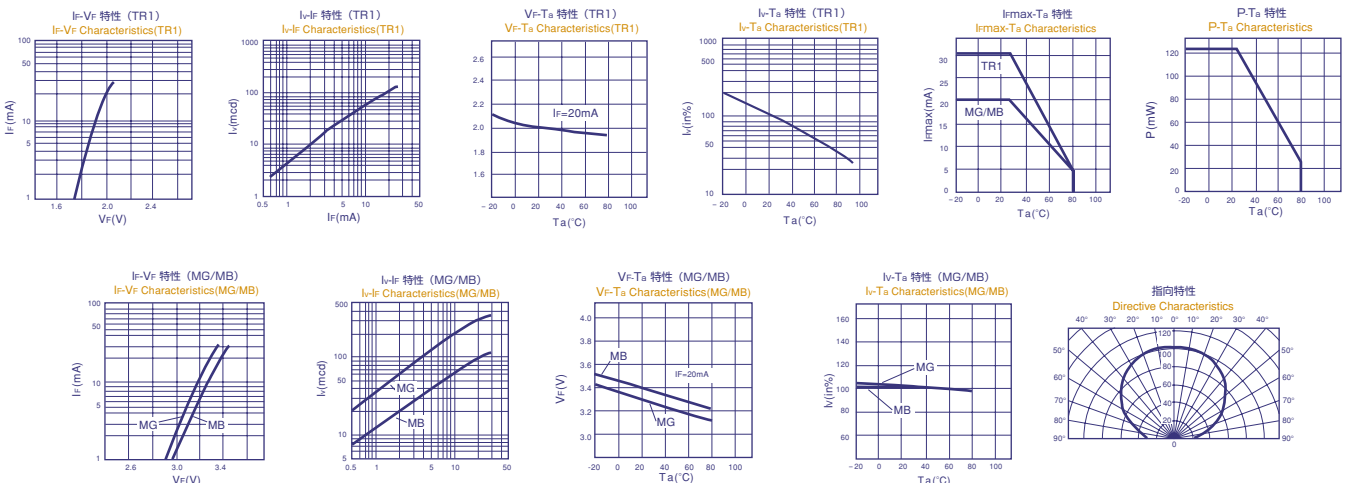 IF-VF 特性（TR1）
IF-VF Characteristics(TR1)
100
50
10
5
1
IF (mA)
1.6
2.0
2.4
VF(V)
Iv-IF 特性（TR1）
Iv-IF Characteristics(TR1)
1000
100
10
1
Iv(mcd)
0.5
1
5
10
50
IF(mA)
VF-Ta 特性（TR1）
VF-Ta Characteristics(TR1)
2.6
2.4
2.2
2.0
1.8
1.6
IF=20mA
-20
0
20
40
60
80
100
Ta(°C)
Iv-Ta 特性（TR1）
Iv-Ta Characteristics(TR1)
1000
500
100
50
10
Iv(in%)
-20
0
20
40
60
80
100
Ta(°C)
IFmax-Ta 特性
IFmax-Ta Characteristics
30
25
20
15
10
5
0
IFmax(mA)
TR1
MG/MB
-20
0
20
40
60
80
100
Ta(°C)
P-Ta 特性
P-Ta Characteristics
120
100
80
60
40
20
0
P(mW)
-20
0
20
40
60
80
100
Ta(°C)
IF-VF 特性（MG/MB）
IF-VF Characteristics(MG/MB)
100
50
10
5
1
IF(mA)
MG
MB
2.6
3.0
3.4
VF(V)
Iv-IF 特性（MG/MB）
Iv-IF Characteristics(MG/MB)
500
100
50
10
5
Iv(mcd)
MG
MB
0.5
1
5
10
50
IF(mA)
VF-Ta 特性（MG/MB）
VF-Ta Characteristics(MG/MB)
4.0
3.6
3.5
3.4
3.2
3.0
VF(V)
MB
IF=20mA
MG
-20
0
20
40
60
80
100
Ta(°C)
Iv-Ta 特性（MG/MB）
Iv-Ta Characteristics(MG/MB)
160
140
120
100
80
60
Iv(in%)
MG
MB
-20
0
20
40
60
80
100
Ta(°C)
指向特性
Directive Characteristics
40° 30° 20° 10° 0° 10° 20° 30° 40°
50°
60°
70°
80°
90°
120
100
80
60
40
20
0
50°
60°
70°
80°
90°